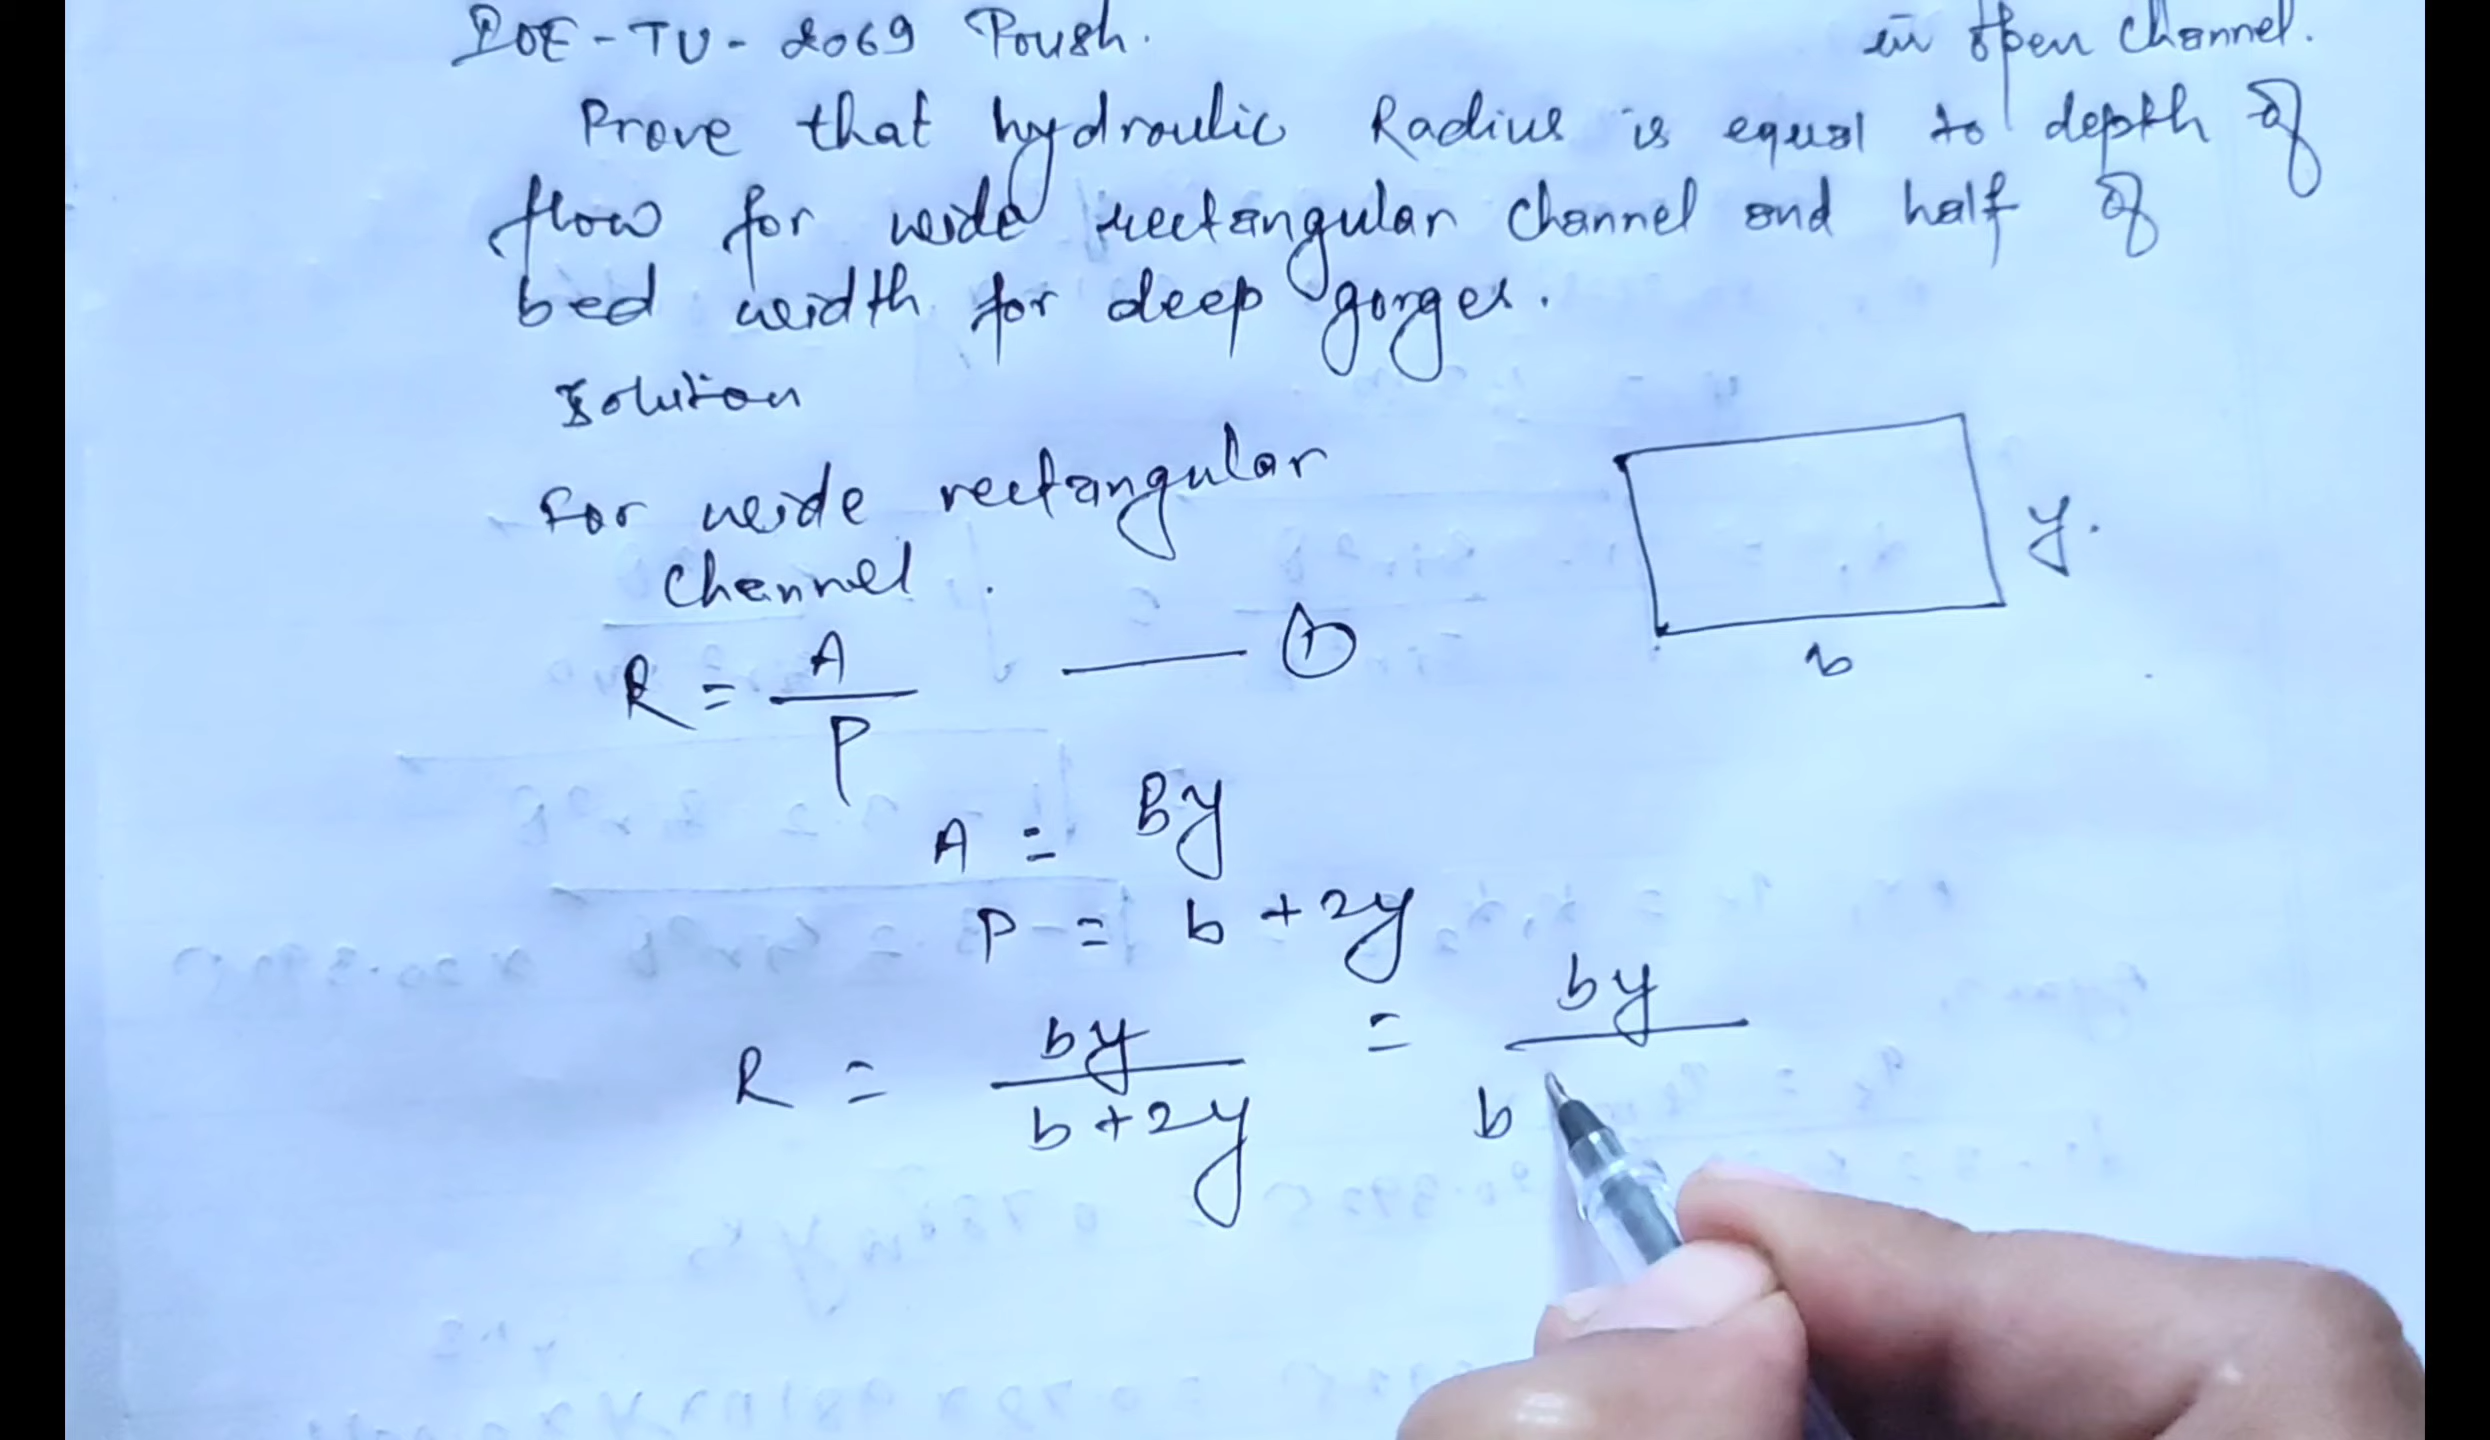 IOE - TU - 2069 Poush.
in open channel.
Prove that hydraulic Radius is equal to depth of
flow for wide rectangular channel and half of
bed width for deep gorges.
Solution
For wide rectangular
channel.
R = A / P —— ①
y.
b
A = By
P = b + 2y
R = by / b+2y = by / b